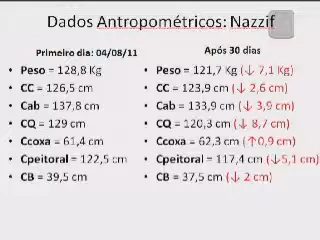 Dados Antropométricos: Nazzif
Primeiro dia: 04/08/11
• Peso = 128,8 Kg
• CC = 126,5 cm
• Cab = 137,8 cm
• CQ = 129 cm
• Ccoxa = 61,4 cm
• Cpeitoral = 122,5 cm
• CB = 39,5 cm
Após 30 dias
• Peso = 121,7 Kg (↓ 7,1 Kg)
• CC = 123,9 cm (↓ 2,6 cm)
• Cab = 133,9 cm (↓ 3,9 cm)
• CQ = 120,3 cm (↓ 8,7 cm)
• Ccoxa = 62,3 cm (↑0,9 cm)
• Cpeitoral = 117,4 cm (↓5,1 cm)
• CB = 37,5 cm (↓ 2 cm)